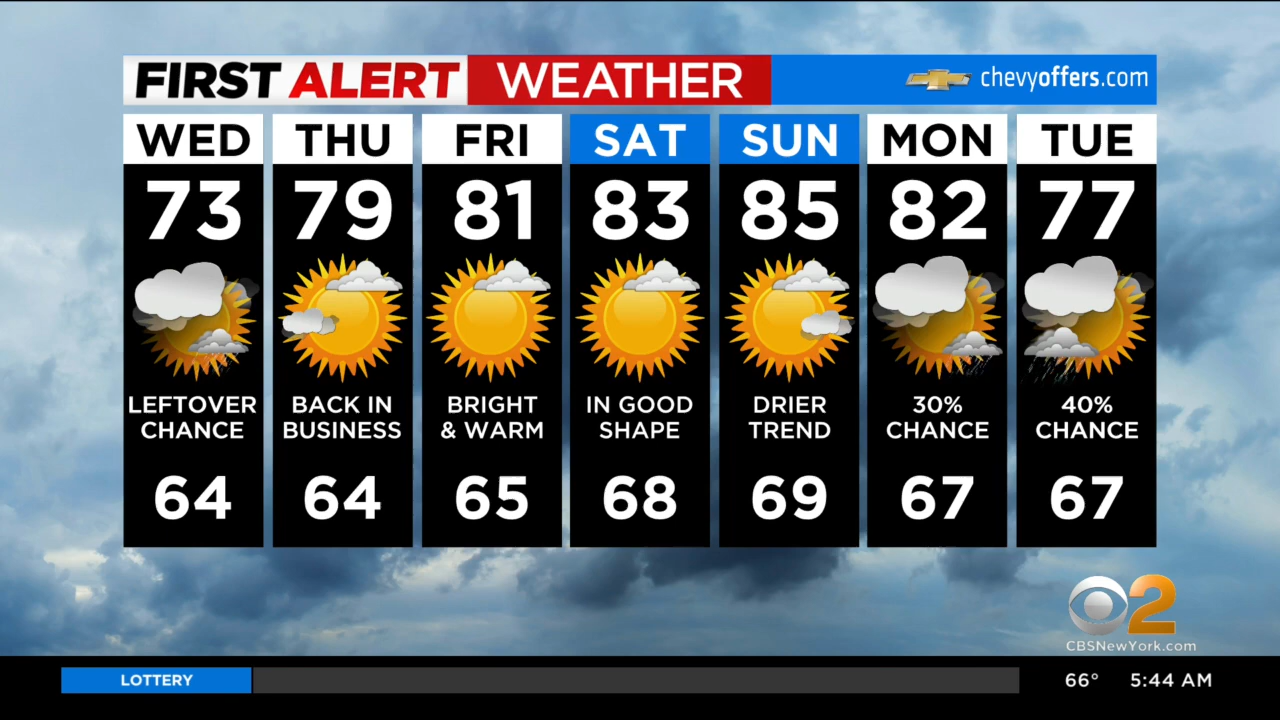 FIRST ALERT WEATHER chevyoffers.com
WED THU FRI SAT SUN MON TUE
73 79 81 83 85 82 77
LEFTOVER BACK IN BRIGHT IN GOOD DRIER 30% 40%
CHANCE BUSINESS & WARM SHAPE TREND CHANCE CHANCE
64 64 65 68 69 67 67
2
CBSNewYork.com
LOTTERY 66° 5:44 AM